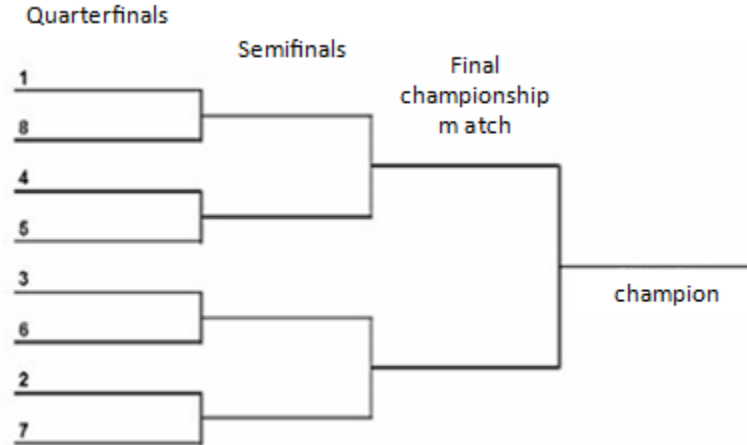 Quarterfinals
Semifinals
Final
championship
m atch
1
8
4
5
3
6
2
7
champion